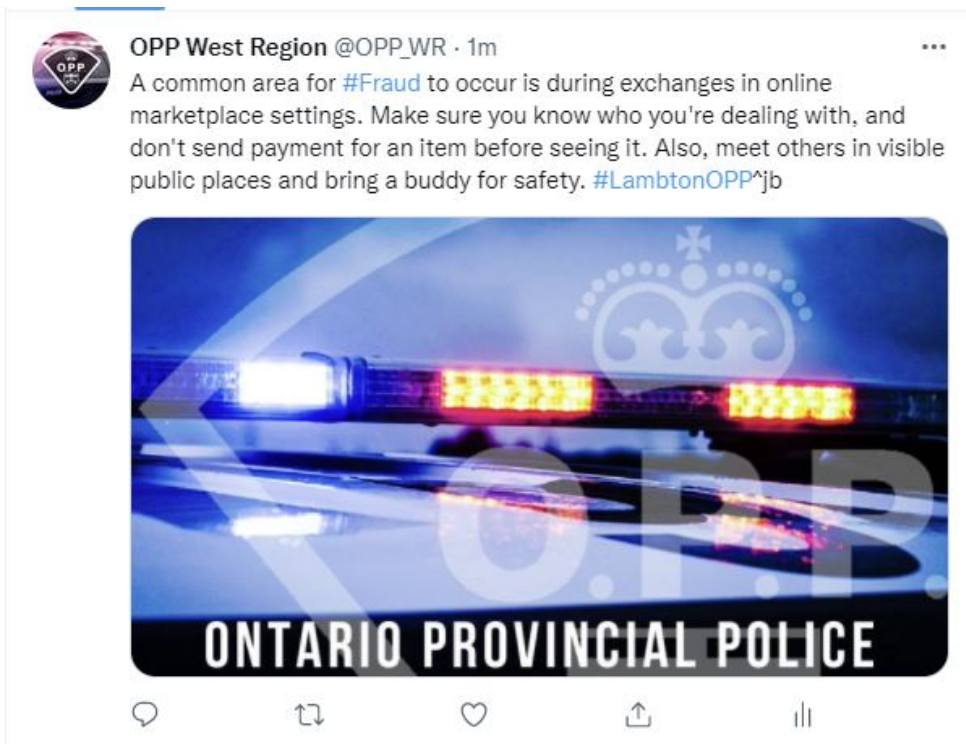 OPP West Region @OPP_WR · 1m
A common area for #Fraud to occur is during exchanges in online
marketplace settings. Make sure you know who you're dealing with, and
don't send payment for an item before seeing it. Also, meet others in visible
public places and bring a buddy for safety. #LambtonOPP^jb
OPP
O.P.P.
ONTARIO PROVINCIAL POLICE